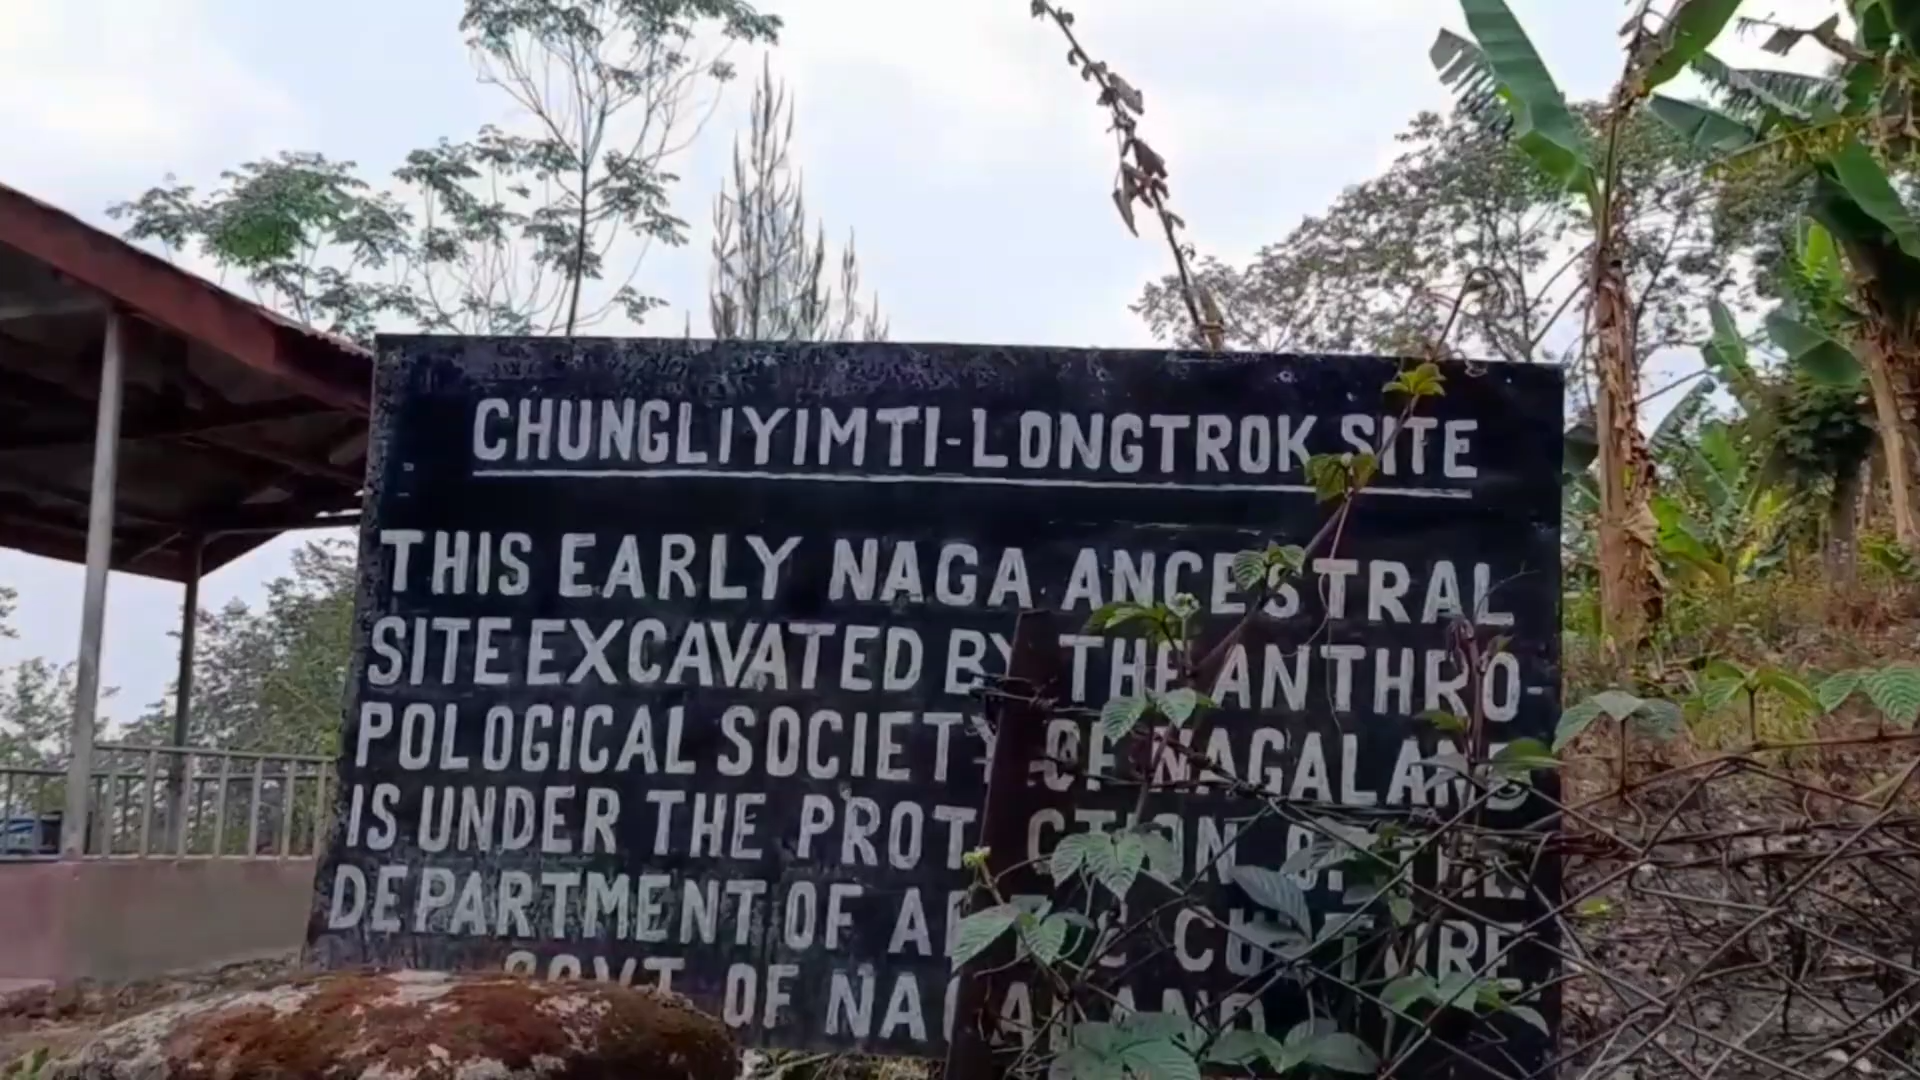 CHUNGLIYIMTI-LONGTROK SITE
THIS EARLY NAGA ANCESTRAL
SITE EXCAVATED BY THE ANTHRO-
POLOGICAL SOCIETY OF NAGALAND
IS UNDER THE PROTECTION OF THE
DEPARTMENT OF ART & CULTURE
GOVT OF NAGALAND